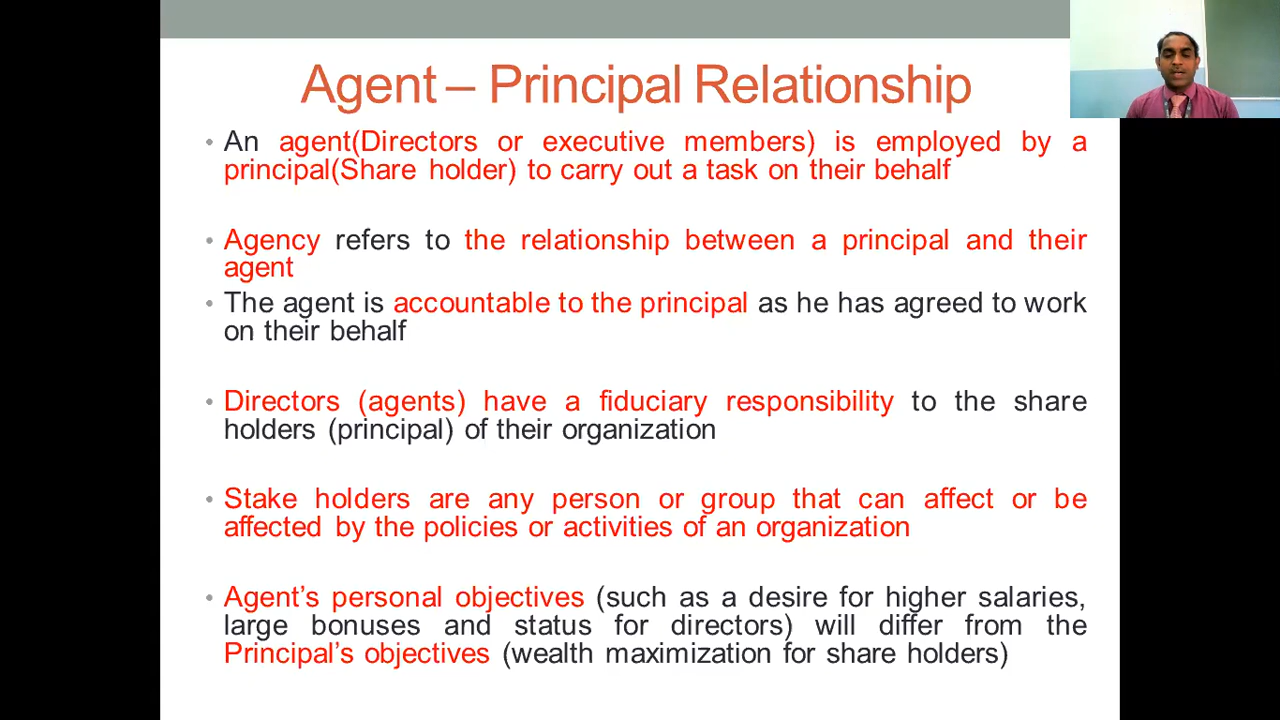 Agent – Principal Relationship
• An agent(Directors or executive members) is employed by a
principal(Share holder) to carry out a task on their behalf
• Agency refers to the relationship between a principal and their
agent
• The agent is accountable to the principal as he has agreed to work
on their behalf
• Directors (agents) have a fiduciary responsibility to the share
holders (principal) of their organization
• Stake holders are any person or group that can affect or be
affected by the policies or activities of an organization
• Agent’s personal objectives (such as a desire for higher salaries,
large bonuses and status for directors) will differ from the
Principal’s objectives (wealth maximization for share holders)